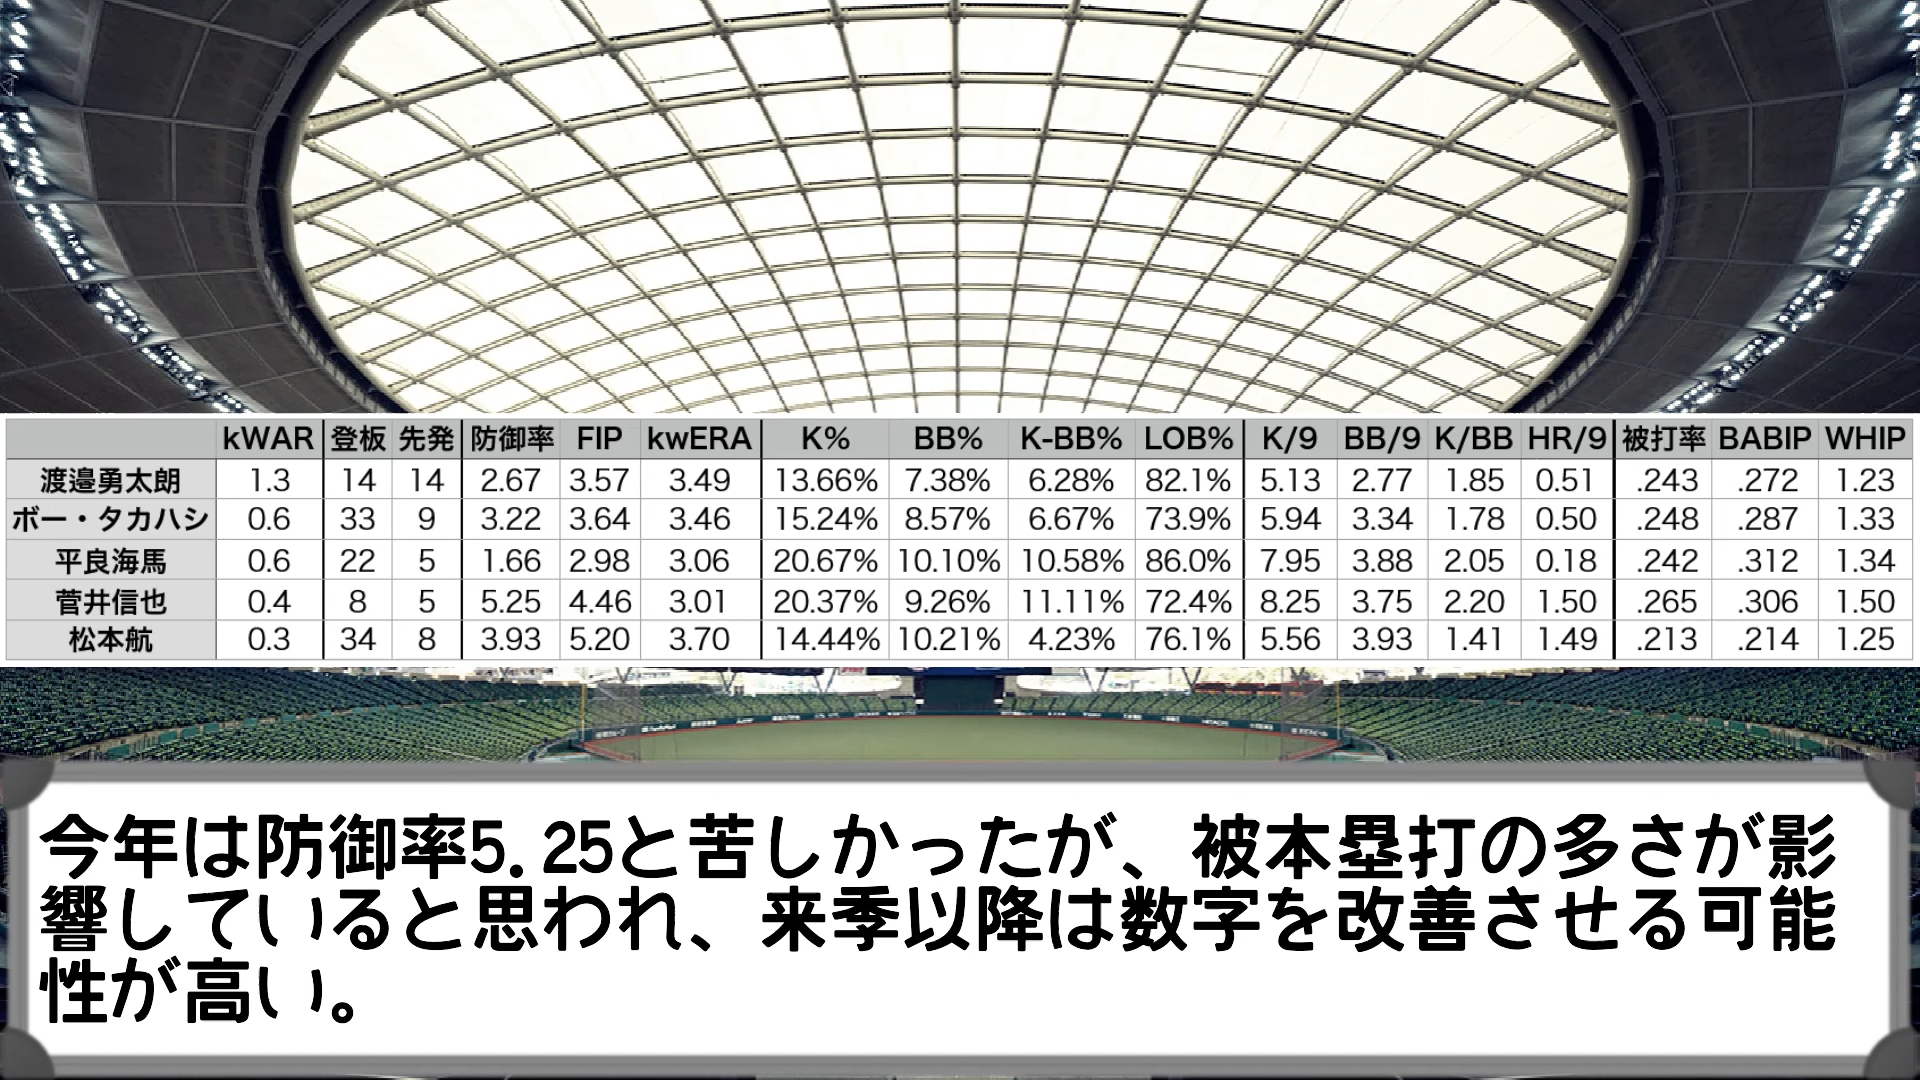 kWAR 登板 先発 防御率 FIP kwERA K% BB% K-BB% LOB% K/9 BB/9 K/BB HR/9 被打率 BABIP WHIP
渡邉勇太朗 1.3 14 14 2.67 3.57 3.49 13.66% 7.38% 6.28% 82.1% 5.13 2.77 1.85 0.51 .243 .272 1.23
ボー・タカハシ 0.6 33 9 3.22 3.64 3.46 15.24% 8.57% 6.67% 73.9% 5.94 3.34 1.78 0.50 .248 .287 1.33
平良海馬 0.6 22 5 1.66 2.98 3.06 20.67% 10.10% 10.58% 86.0% 7.95 3.88 2.05 0.18 .242 .312 1.34
菅井信也 0.4 8 5 5.25 4.46 3.01 20.37% 9.26% 11.11% 72.4% 8.25 3.75 2.20 1.50 .265 .306 1.50
松本航 0.3 34 8 3.93 5.20 3.70 14.44% 10.21% 4.23% 76.1% 5.56 3.93 1.41 1.49 .213 .214 1.25
今年は防御率5.25と苦しかったが、被本塁打の多さが影
響していると思われ、来季以降は数字を改善させる可能
性が高い。